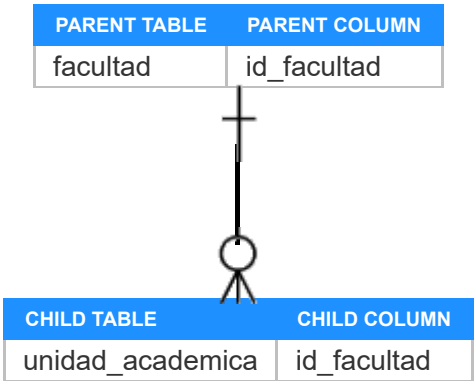 PARENT TABLE PARENT COLUMN
facultad id_facultad
CHILD TABLE CHILD COLUMN
unidad_academica id_facultad